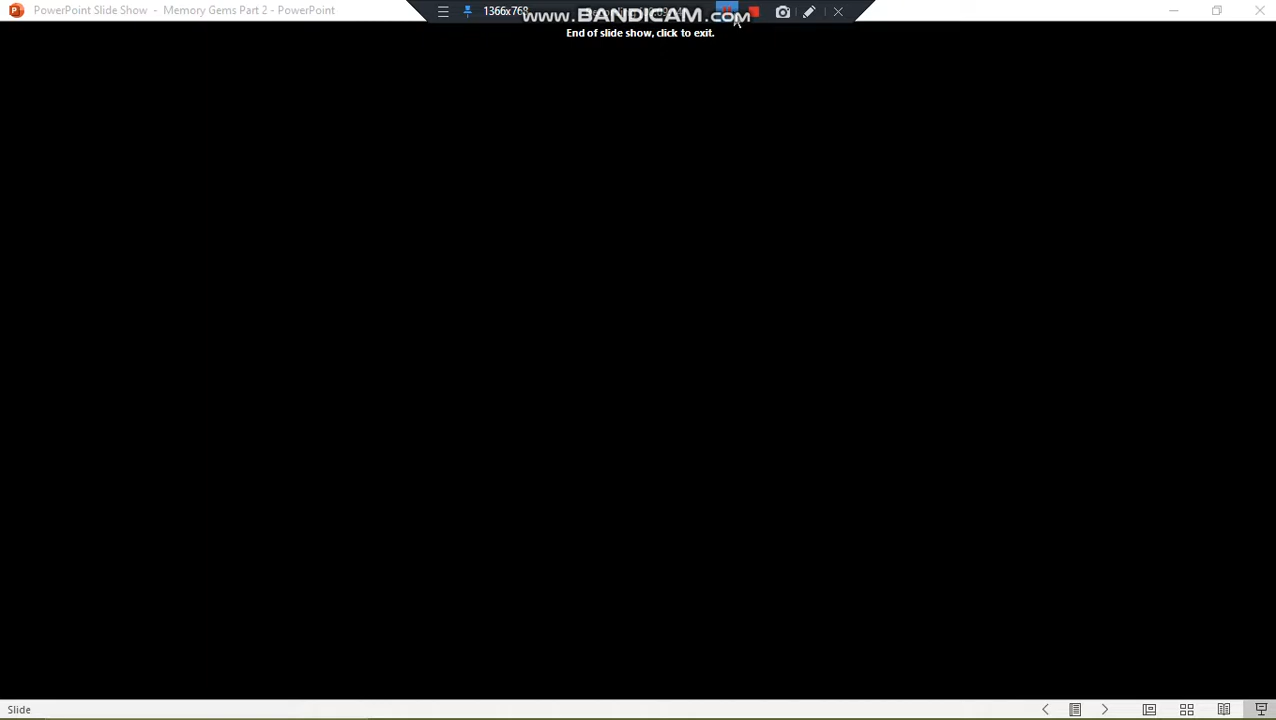 PowerPoint Slide Show - Memory Gems Part 2 - PowerPoint
1366x768
www.BANDICAM.com
End of slide show, click to exit.
Slide